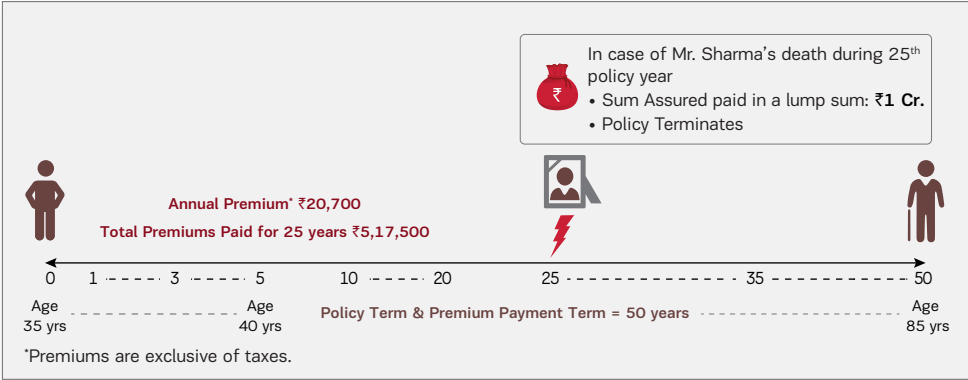 In case of Mr. Sharma's death during 25th
policy year
• Sum Assured paid in a lump sum: ₹1 Cr.
• Policy Terminates
₹
Annual Premium* ₹20,700
Total Premiums Paid for 25 years ₹5,17,500
0 1 3 5 10 20 25 35 50
Age Age Age
35 yrs 40 yrs Policy Term & Premium Payment Term = 50 years 85 yrs
*Premiums are exclusive of taxes.